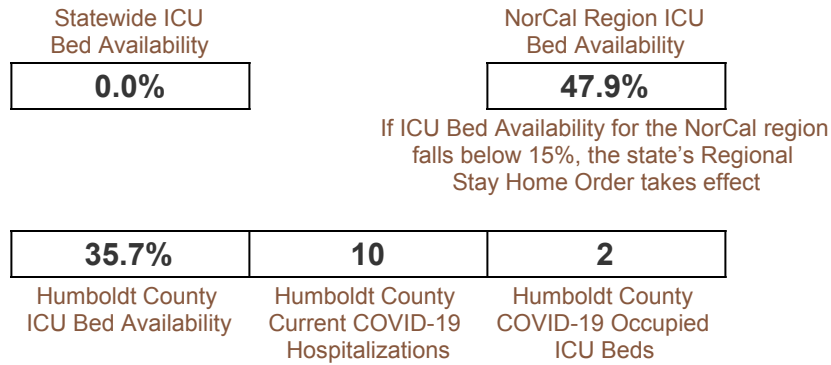 Statewide ICU
Bed Availability
0.0%
NorCal Region ICU
Bed Availability
47.9%
If ICU Bed Availability for the NorCal region
falls below 15%, the state's Regional
Stay Home Order takes effect
35.7%
10
2
Humboldt County
ICU Bed Availability
Humboldt County
Current COVID-19
Hospitalizations
Humboldt County
COVID-19 Occupied
ICU Beds